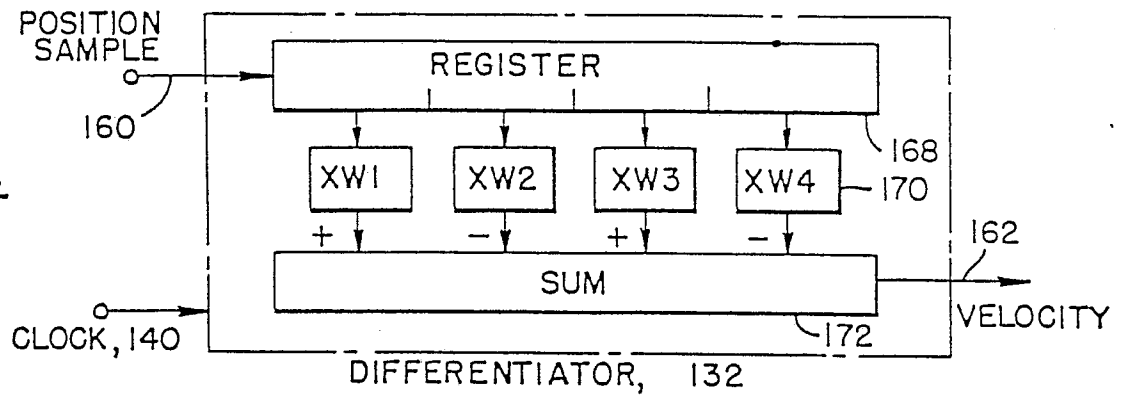 POSITION
SAMPLE
160
REGISTER
168
XW1 XW2 XW3 XW4
170
+ - + -
162
SUM
VELOCITY
172
CLOCK, 140
DIFFERENTIATOR, 132